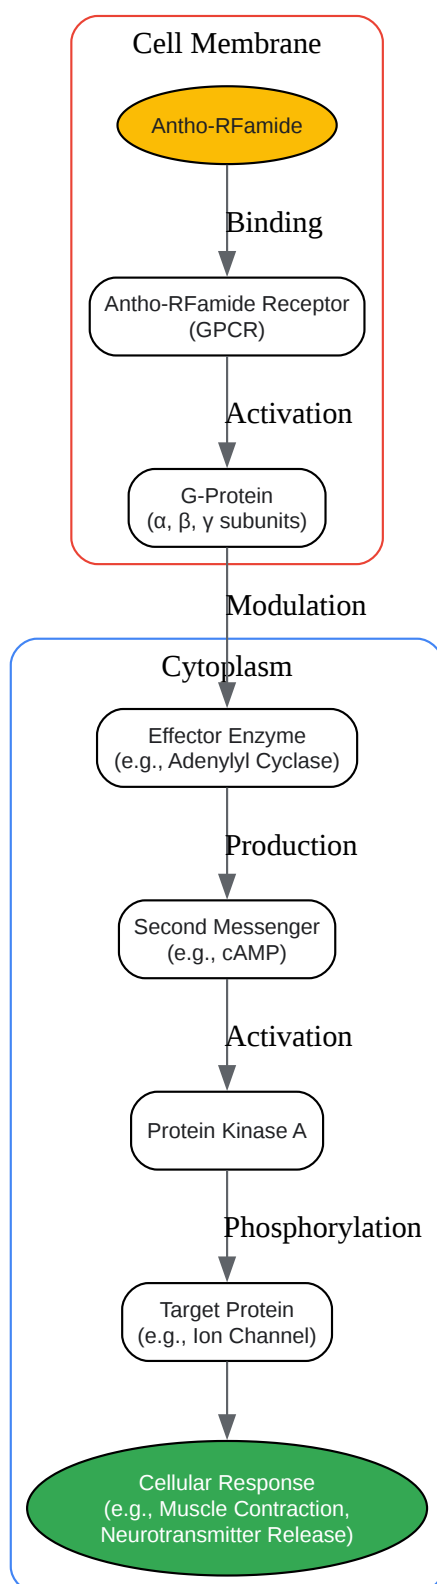 Cell Membrane
Antho-RFamide
Binding
Antho-RFamide Receptor
(GPCR)
Activation
G-Protein
(α, β, γ subunits)
Modulation
Cytoplasm
Effector Enzyme
(e.g., Adenylyl Cyclase)
Production
Second Messenger
(e.g., cAMP)
Activation
Protein Kinase A
Phosphorylation
Target Protein
(e.g., Ion Channel)
Cellular Response
(e.g., Muscle Contraction,
Neurotransmitter Release)